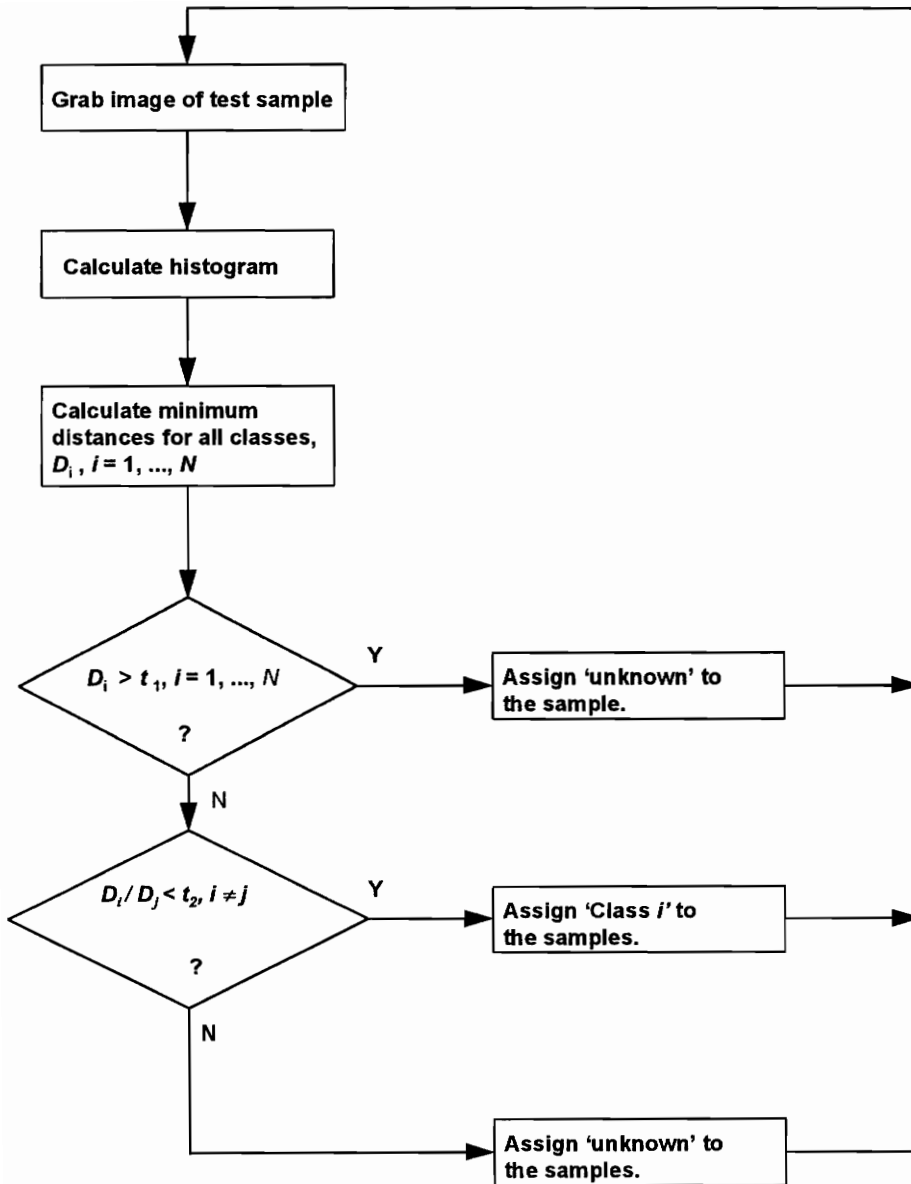 Grab image of test sample
Calculate histogram
Calculate minimum
distances for all classes,
Di , i = 1, ..., N
Di > t1, i = 1, ..., N
?
Y
Assign ‘unknown’ to
the sample.
N
Di / Dj < t2, i ≠ j
?
Y
Assign ‘Class i’ to
the samples.
N
Assign ‘unknown’ to
the samples.